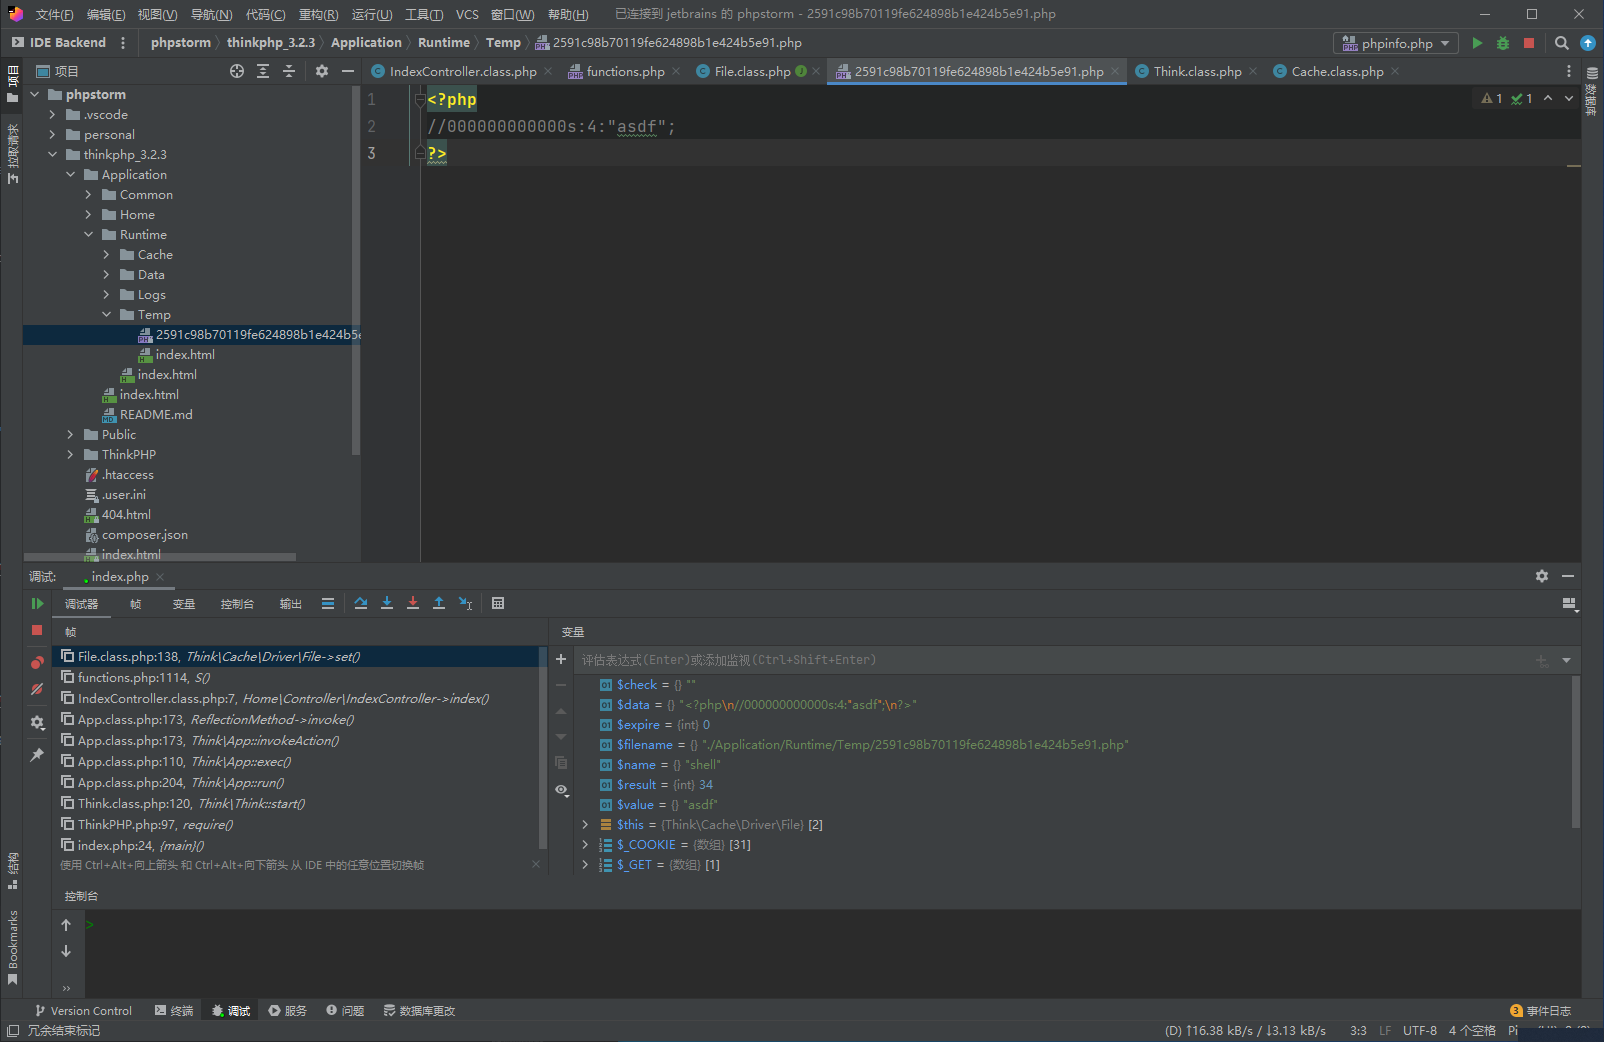 文件(F) 编辑(E) 视图(V) 导航(N) 代码(C) 重构(R) 运行(U) 工具(T) VCS 窗口(W) 帮助(H) 已连接到 jetbrains 的 phpstorm - 2591c98b70119fe624898b1e424b5e91.php
IDE Backend phpstorm thinkphp_3.2.3 Application Runtime Temp 2591c98b70119fe624898b1e424b5e91.php phpinfo.php
项目 IndexController.class.php functions.php File.class.php 2591c98b70119fe624898b1e424b5e91.php Think.class.php Cache.class.php
项目
拉取请求
数据库
phpstorm
.vscode
personal
thinkphp_3.2.3
Application
Common
Home
Runtime
Cache
Data
Logs
Temp
2591c98b70119fe624898b1e424b5e
index.html
index.html
index.html
README.md
Public
ThinkPHP
.htaccess
.user.ini
404.html
composer.json
index.html
1 <?php
2 //000000000000s:4:"asdf";
3 ?>
1 1
调试: index.php
调试器 帧 变量 控制台 输出
帧
File.class.php:138, Think\Cache\Driver\File->set()
functions.php:1114, S()
IndexController.class.php:7, Home\Controller\IndexController->index()
App.class.php:173, ReflectionMethod->invoke()
App.class.php:173, Think\App::invokeAction()
App.class.php:110, Think\App::exec()
App.class.php:204, Think\App::run()
Think.class.php:120, Think\Think::start()
ThinkPHP.php:97, require()
index.php:24, {main}()
使用 Ctrl+Alt+向上箭头 和 Ctrl+Alt+向下箭头 从 IDE 中的任意位置切换帧
变量
评估表达式(Enter)或添加监视(Ctrl+Shift+Enter)
$check = {} ""
$data = {} "<?php\n//000000000000s:4:"asdf";\n?>"
$expire = {int} 0
$filename = {} "./Application/Runtime/Temp/2591c98b70119fe624898b1e424b5e91.php"
$name = {} "shell"
$result = {int} 34
$value = {} "asdf"
$this = {Think\Cache\Driver\File} [2]
$_COOKIE = {数组} [31]
$_GET = {数组} [1]
控制台
>
结构
Bookmarks
Version Control 终端 调试 服务 问题 数据库更改 3 事件日志
冗余结束标记 (D) ↑16.38 kB/s / ↓3.13 kB/s 3:3 LF UTF-8 4 个空格